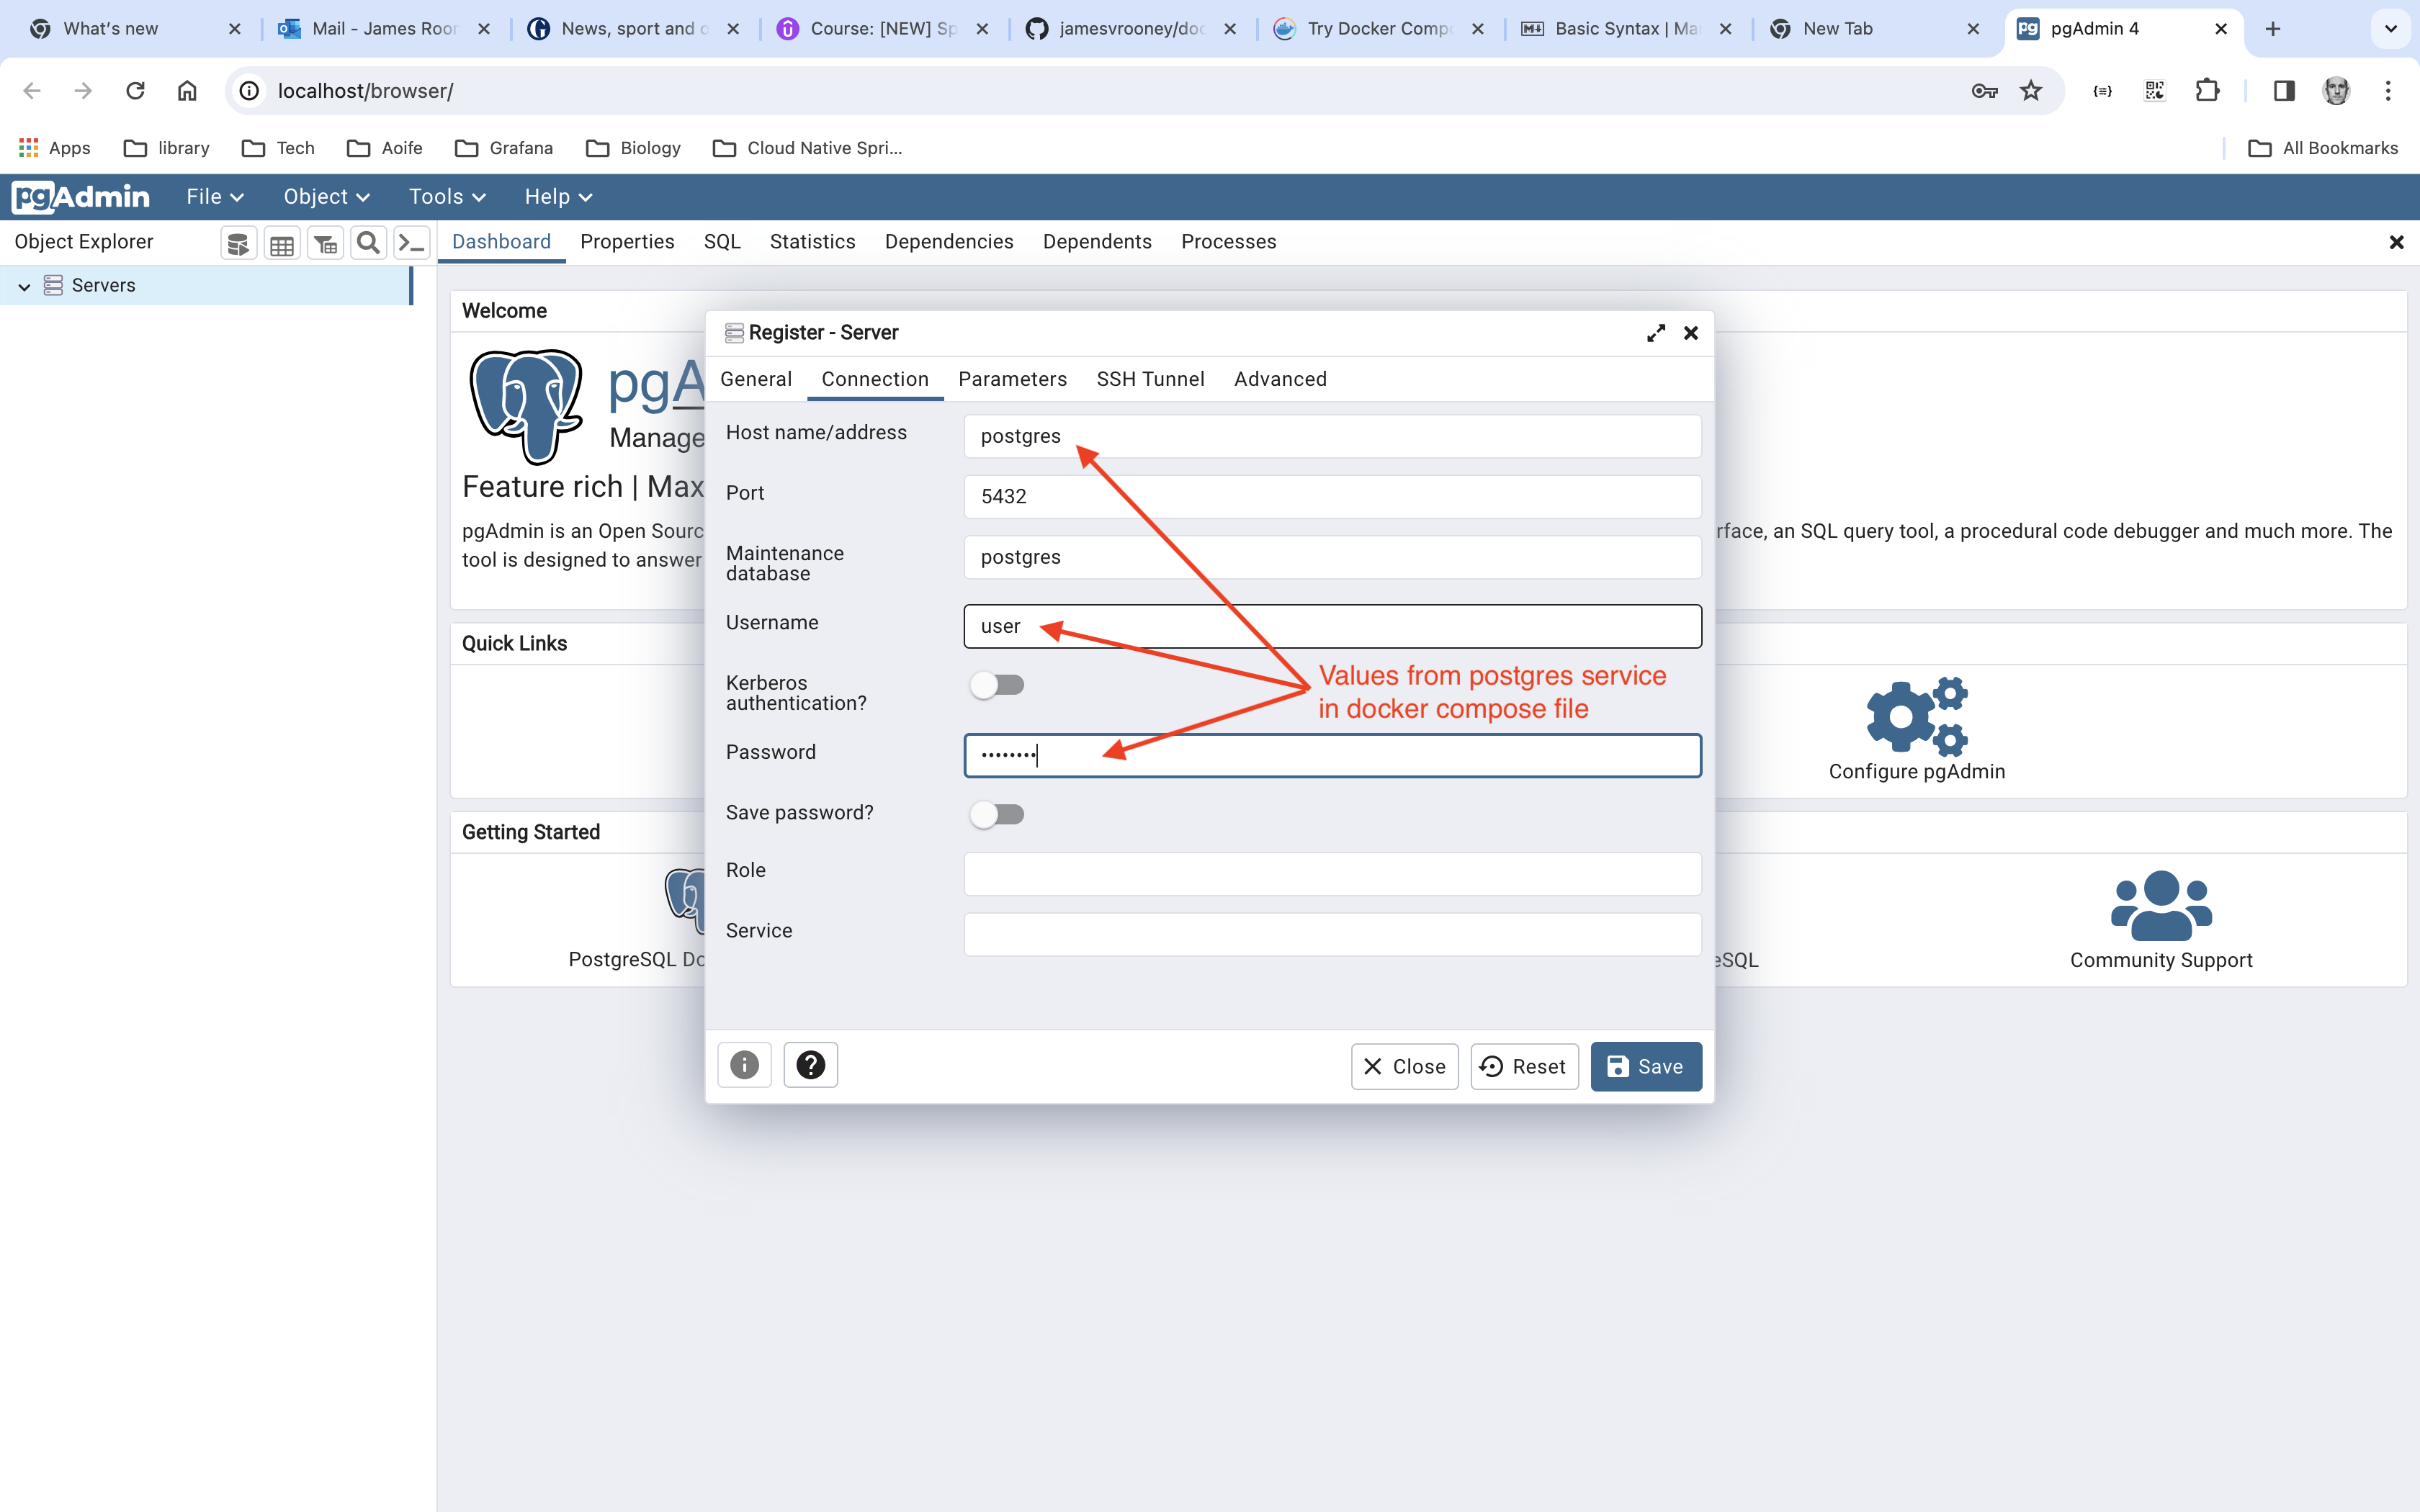 What's new
Mail - James Roor
News, sport and o
Course: [NEW] Sp
jamesvrooney/doc
Try Docker Compo
Basic Syntax | Mar
New Tab
pgAdmin 4
localhost/browser/
Apps
library
Tech
Aoife
Grafana
Biology
Cloud Native Spri...
All Bookmarks
pgAdmin
File
Object
Tools
Help
Object Explorer
Dashboard
Properties
SQL
Statistics
Dependencies
Dependents
Processes
Servers
Welcome
pgA
Manage
Feature rich | Max
pgAdmin is an Open Sourc
rface, an SQL query tool, a procedural code debugger and much more. The
tool is designed to answer
Register - Server
General
Connection
Parameters
SSH Tunnel
Advanced
Host name/address
postgres
Port
5432
Maintenance
database
postgres
Username
user
Kerberos
authentication?
Values from postgres service
in docker compose file
Password
••••••••
Save password?
Role
Service
Close
Reset
Save
Quick Links
Configure pgAdmin
Getting Started
PostgreSQL Do
eSQL
Community Support